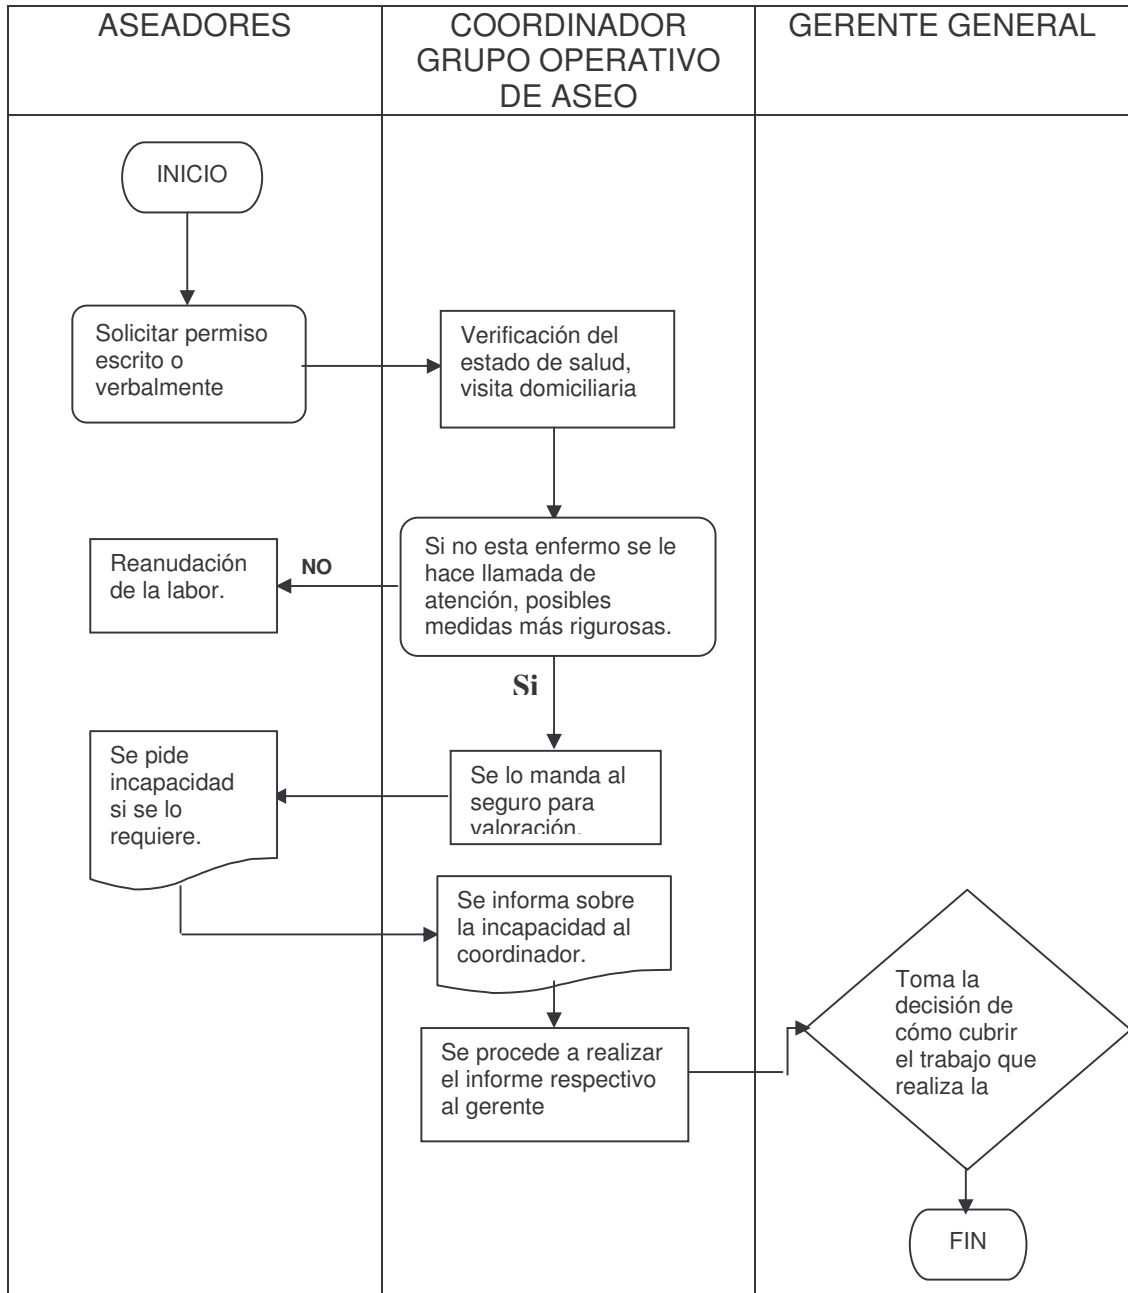 ASEADORES
COORDINADOR
GRUPO OPERATIVO
DE ASEO
GERENTE GENERAL
INICIO
Solicitar permiso
escrito o
verbalmente
Verificación del
estado de salud,
visita domiciliaria
Si no esta enfermo se le
hace llamada de
atención, posibles
medidas más rigurosas.
NO
Reanudación
de la labor.
Si
Se lo manda al
seguro para
valoración.
Se pide
incapacidad
si se lo
requiere.
Se informa sobre
la incapacidad al
coordinador.
Se procede a realizar
el informe respectivo
al gerente
Toma la
decisión de
cómo cubrir
el trabajo que
realiza la
FIN